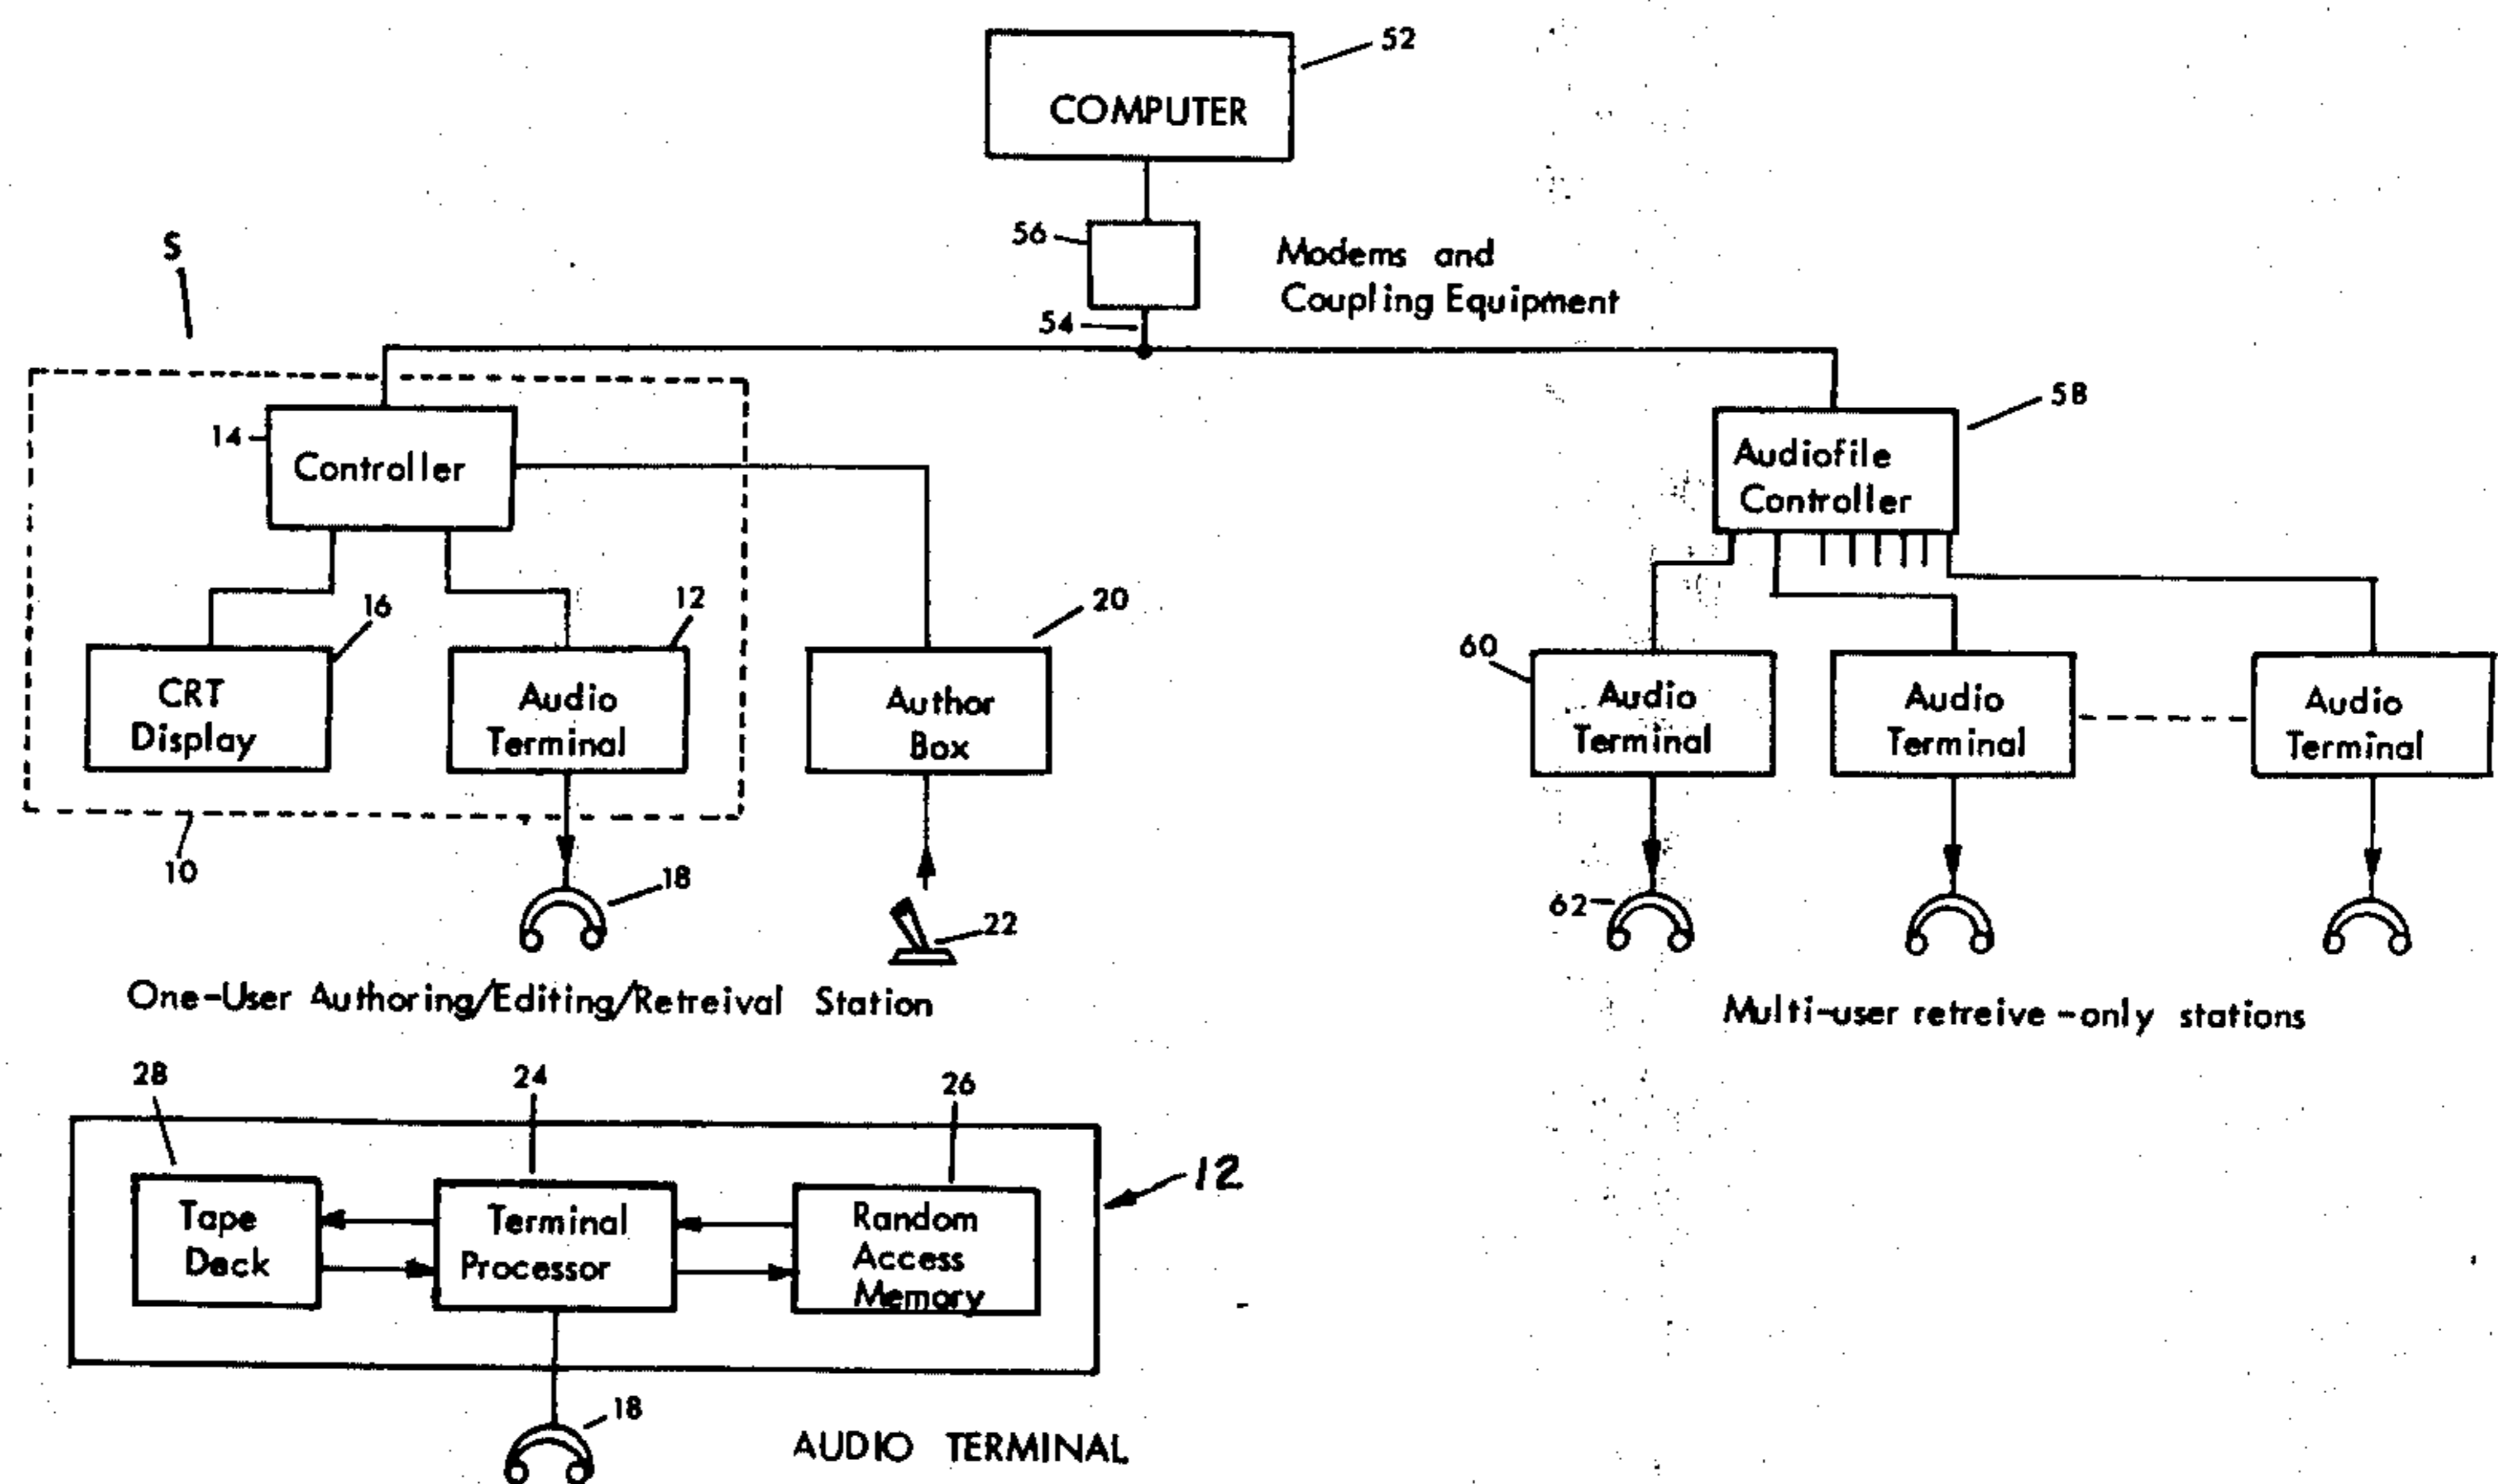 52
COMPUTER
56
Modems and
Coupling Equipment
54
S
14
Controller
58
Audiofile
Controller
16
12
20
60
CRT
Display
Audio
Terminal
Author
Box
Audio
Terminal
Audio
Terminal
Audio
Terminal
10
18
22
62
One-User Authoring/Editing/Retreival Station
Multi-user retreive-only stations
28
24
26
12
Tape
Deck
Terminal
Processor
Random
Access
Memory
18
AUDIO TERMINAL